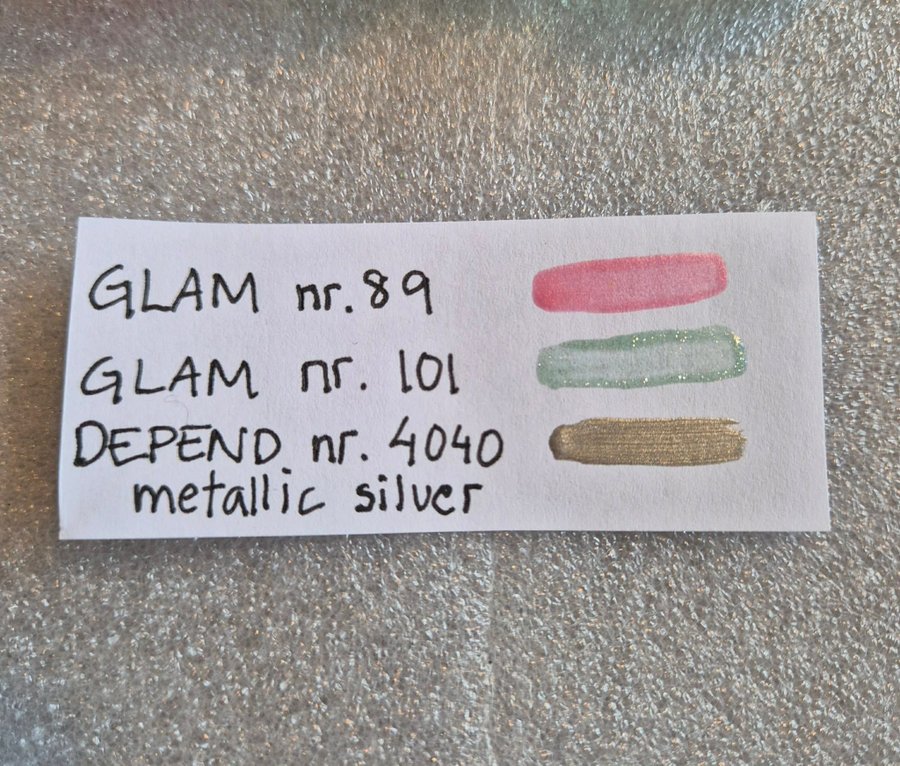 GLAM nr. 89
GLAM nr. 101
DEPEND nr. 4040
metallic silver